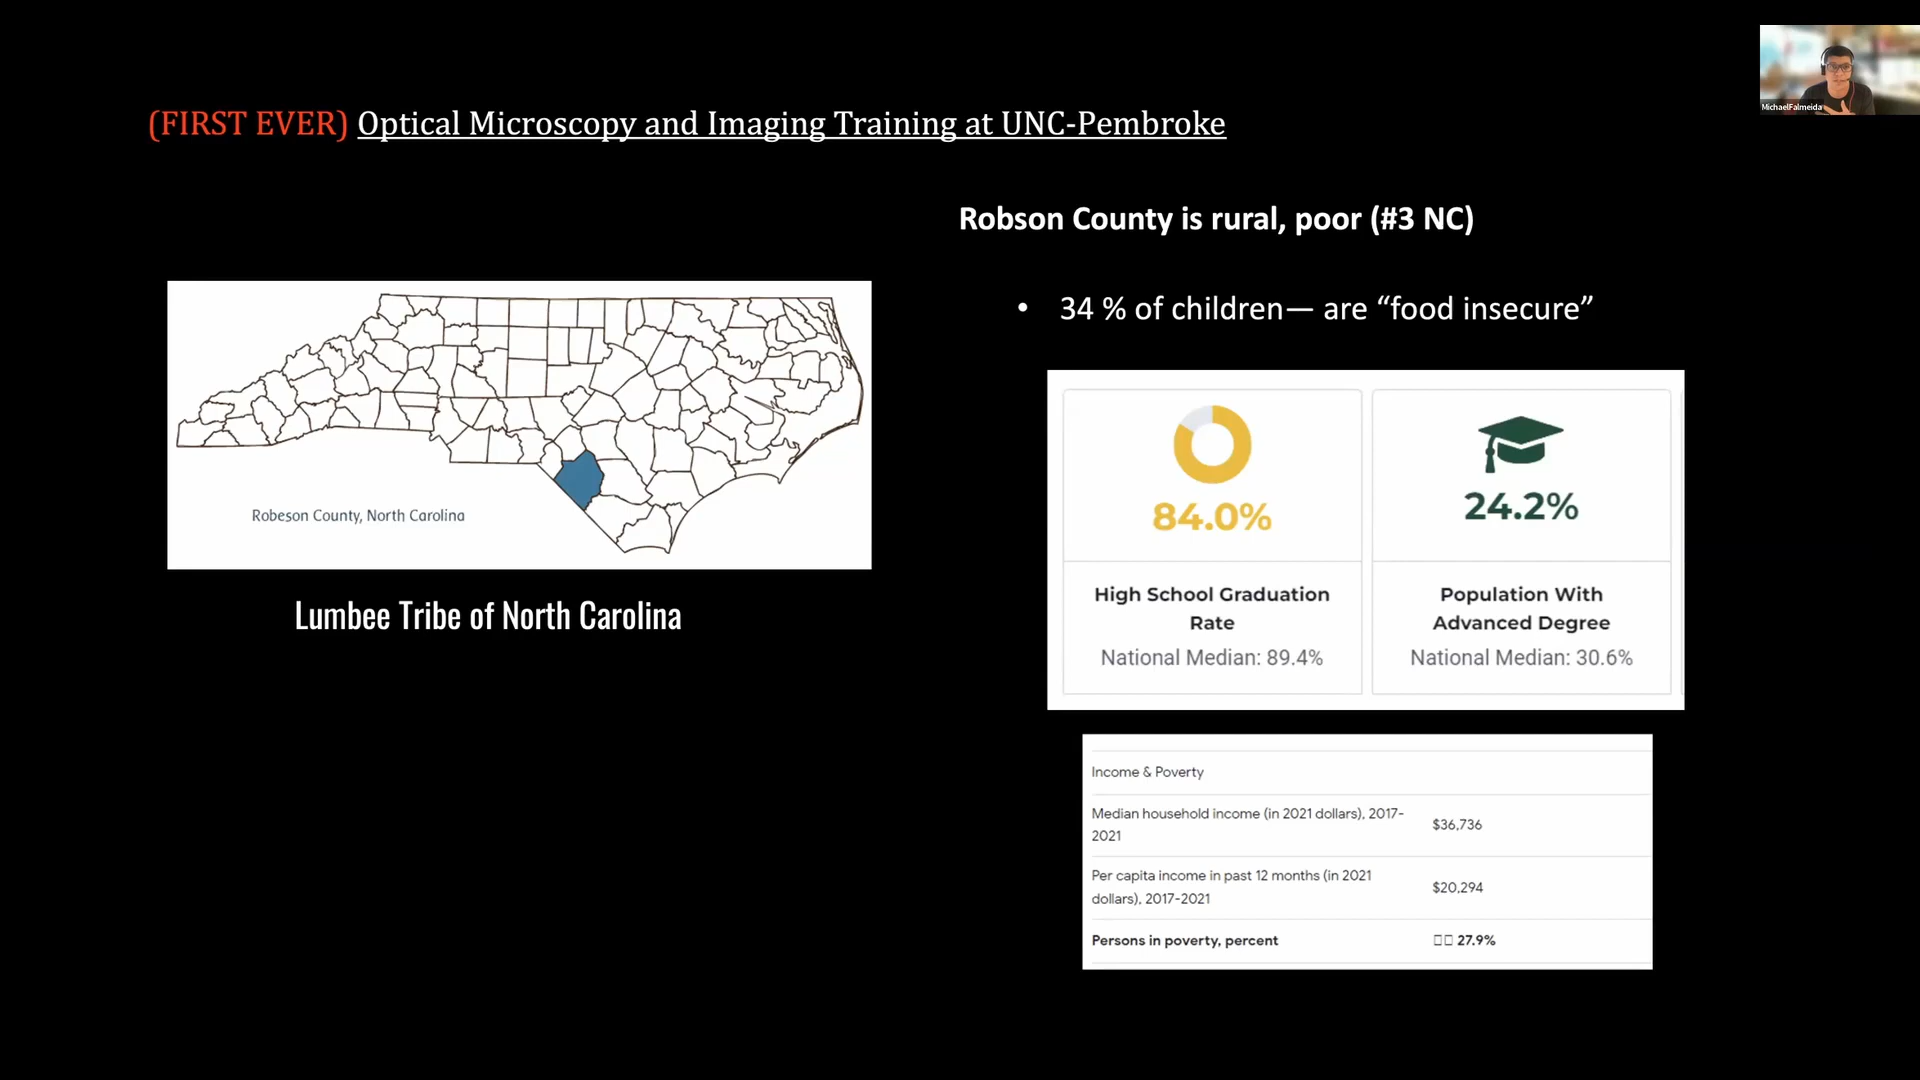 MichaelFalmeida
(FIRST EVER) Optical Microscopy and Imaging Training at UNC-Pembroke
Robson County is rural, poor (#3 NC)
• 34 % of children— are “food insecure”
Robeson County, North Carolina
Lumbee Tribe of North Carolina
84.0%
High School Graduation
Rate
National Median: 89.4%
24.2%
Population With
Advanced Degree
National Median: 30.6%
Income & Poverty
Median household income (in 2021 dollars), 2017-
2021
$36,736
Per capita income in past 12 months (in 2021
dollars), 2017-2021
$20,294
Persons in poverty, percent
27.9%